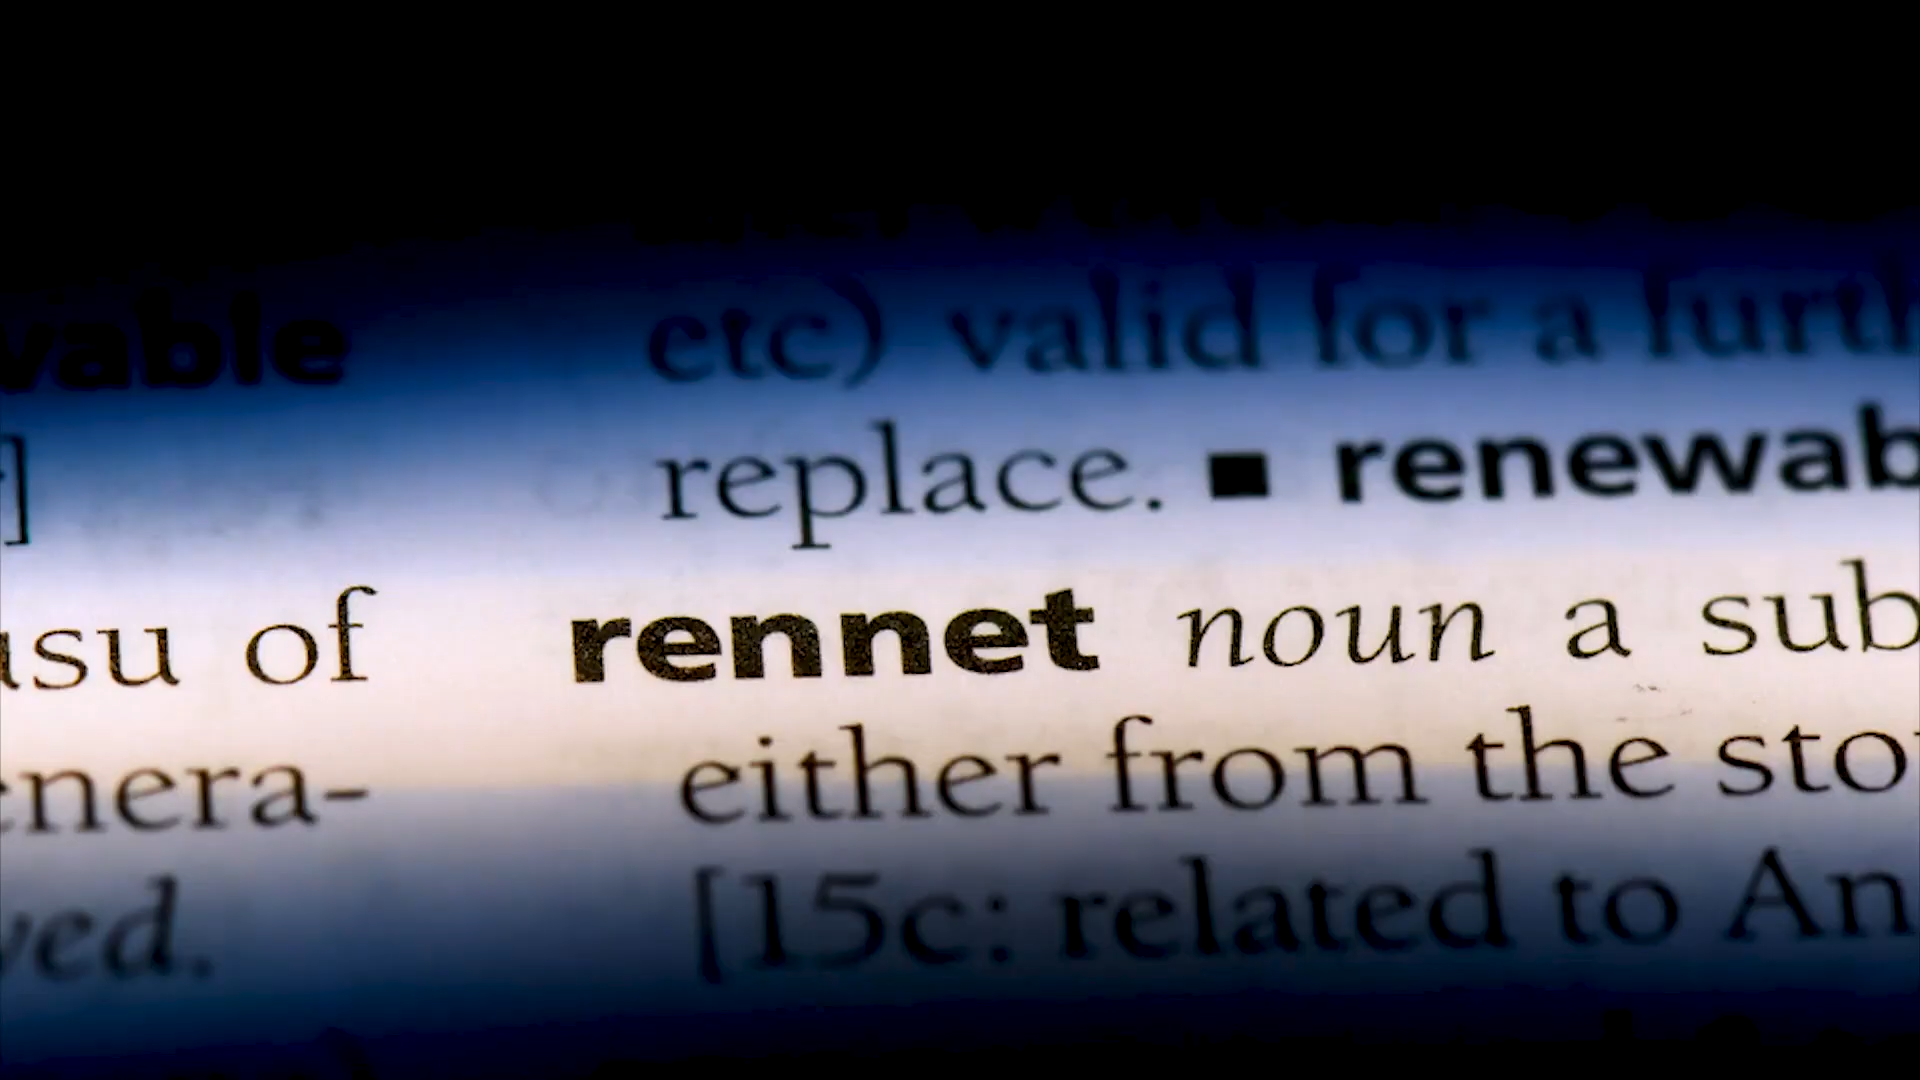 vable
]
usu of
enera-
ved.
etc) valid for a furth
replace. ■ renewab
rennet noun a sub
either from the sto
[15c: related to An